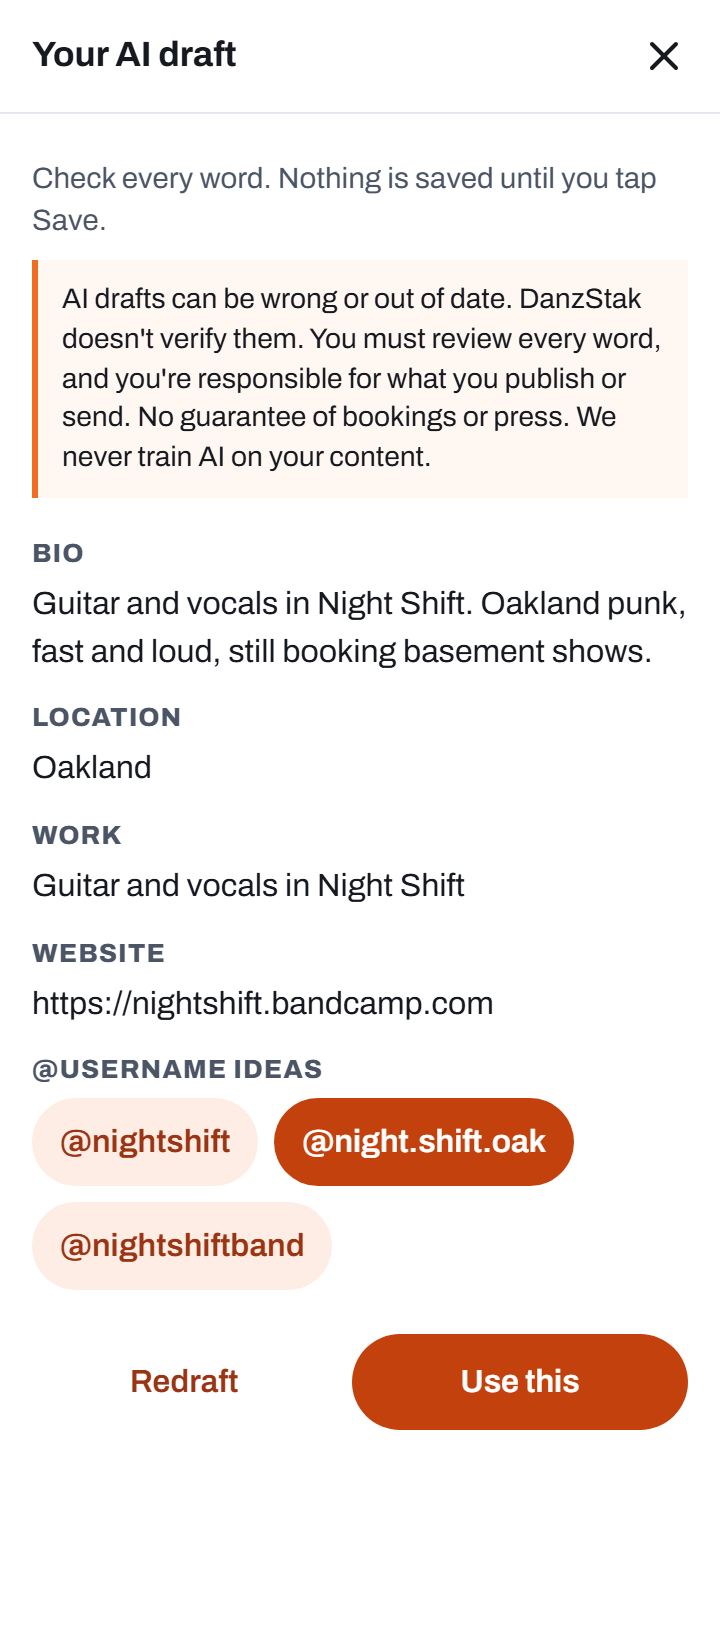 Your AI draft
Check every word. Nothing is saved until you tap
Save.
AI drafts can be wrong or out of date. DanzStak
doesn't verify them. You must review every word,
and you're responsible for what you publish or
send. No guarantee of bookings or press. We
never train AI on your content.
BIO
Guitar and vocals in Night Shift. Oakland punk,
fast and loud, still booking basement shows.
LOCATION
Oakland
WORK
Guitar and vocals in Night Shift
WEBSITE
https://nightshift.bandcamp.com
@USERNAME IDEAS
@nightshift @night.shift.oak
@nightshiftband
Redraft Use this